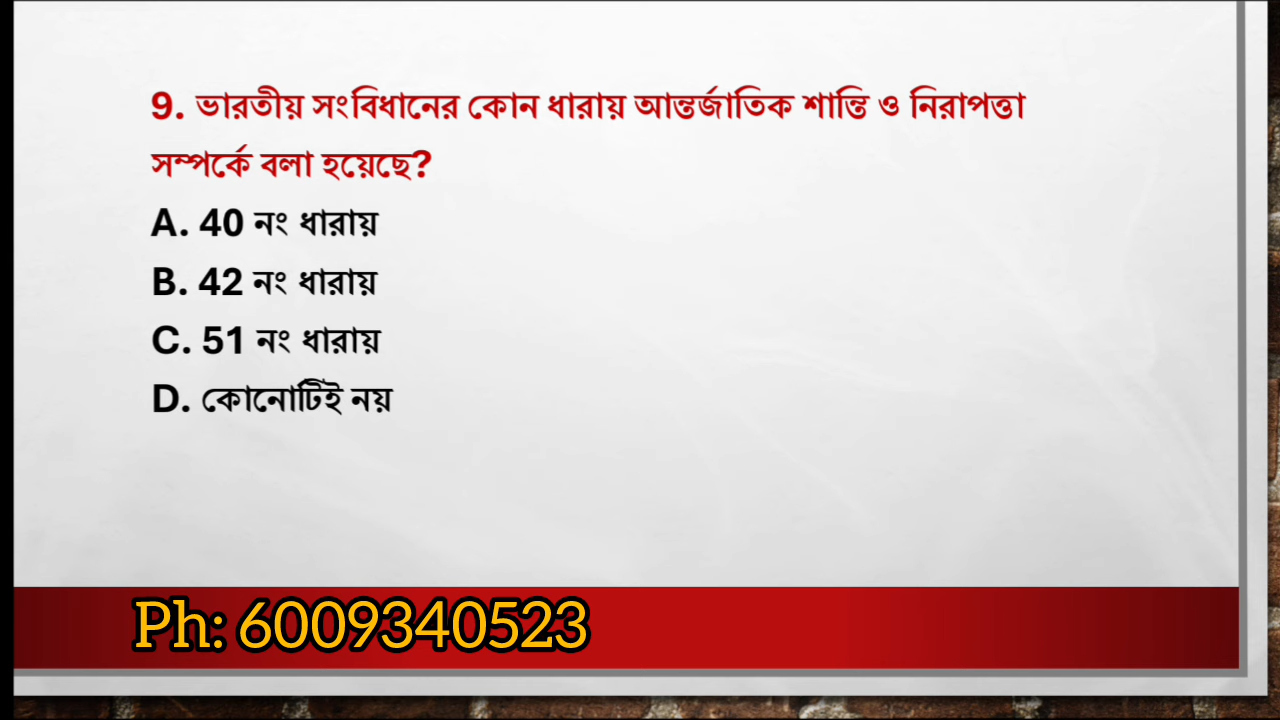 9. ভারতীয় সংবিধানের কোন ধারায় আন্তর্জাতিক শান্তি ও নিরাপত্তা
সম্পর্কে বলা হয়েছে?
A. 40 নং ধারায়
B. 42 নং ধারায়
C. 51 নং ধারায়
D. কোনোটিই নয়
Ph: 6009340523